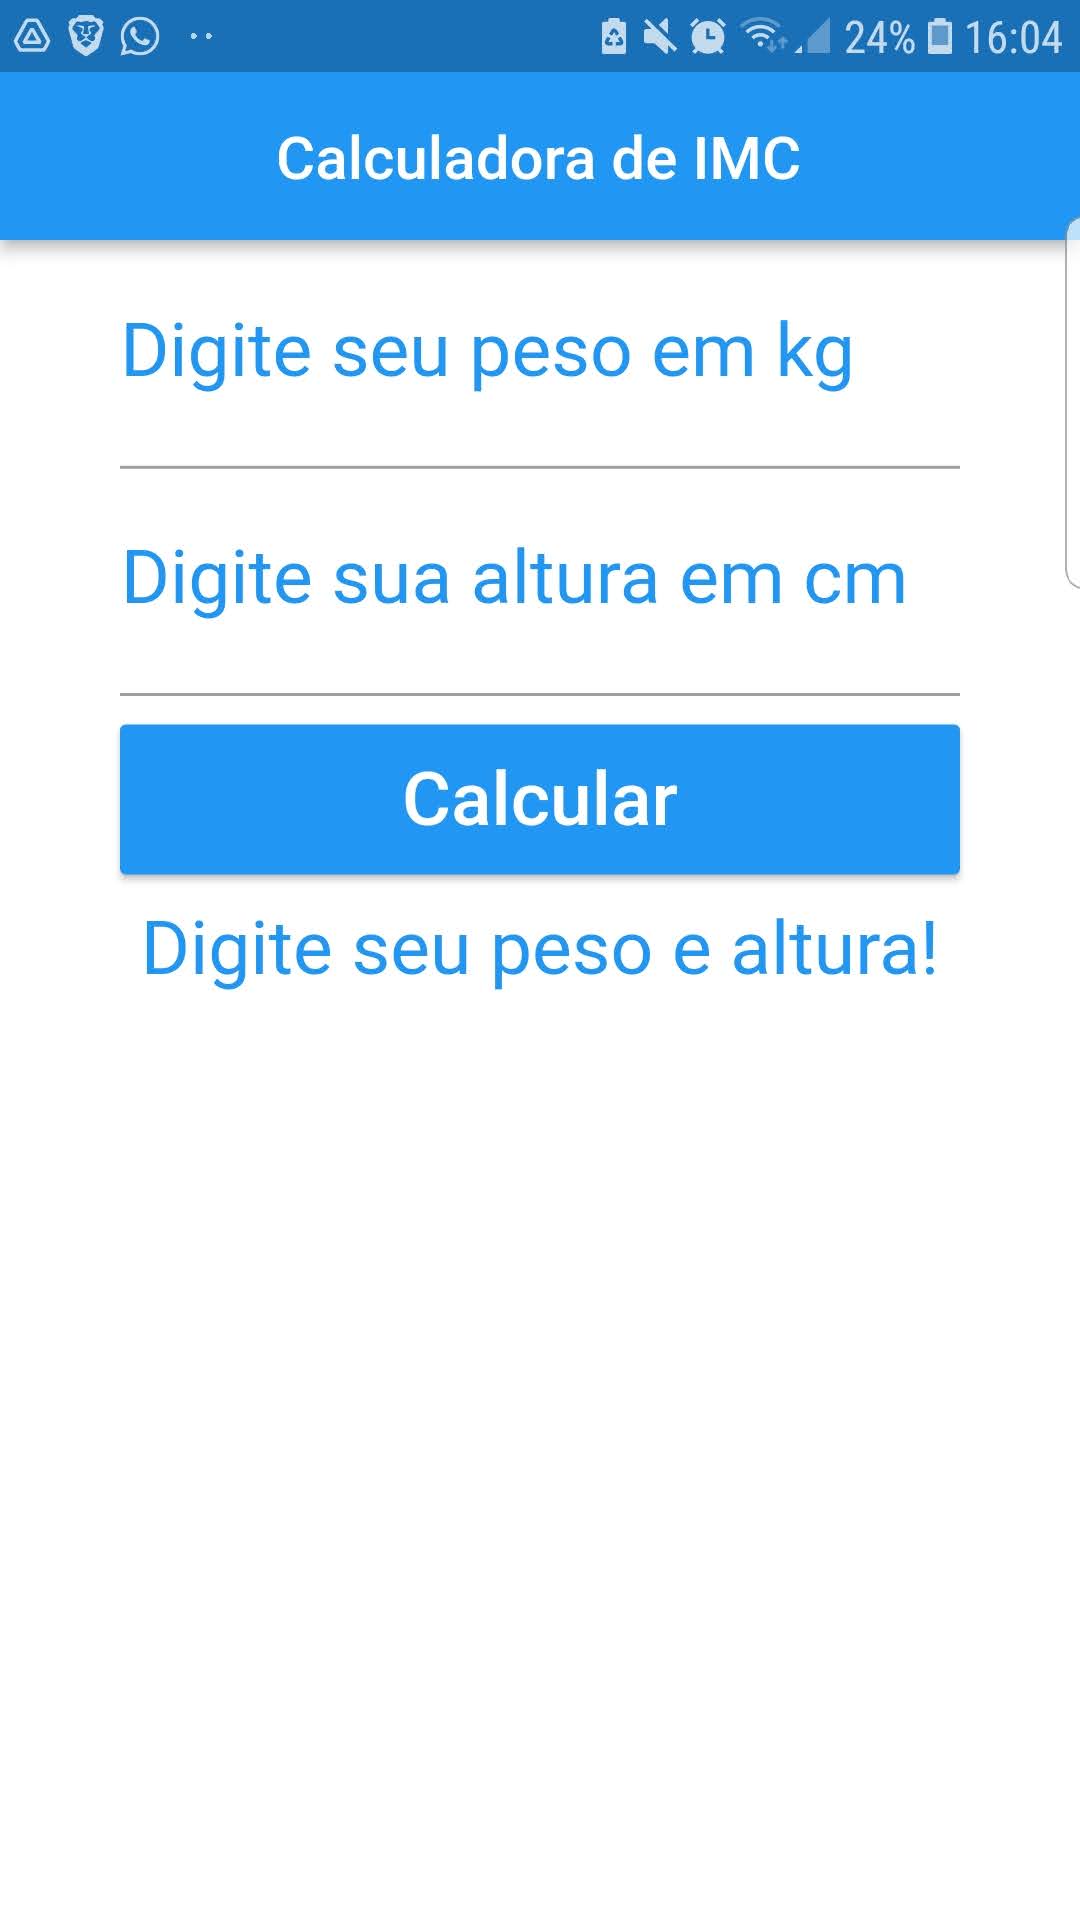 24% 16:04
Calculadora de IMC
Digite seu peso em kg
Digite sua altura em cm
Calcular
Digite seu peso e altura!